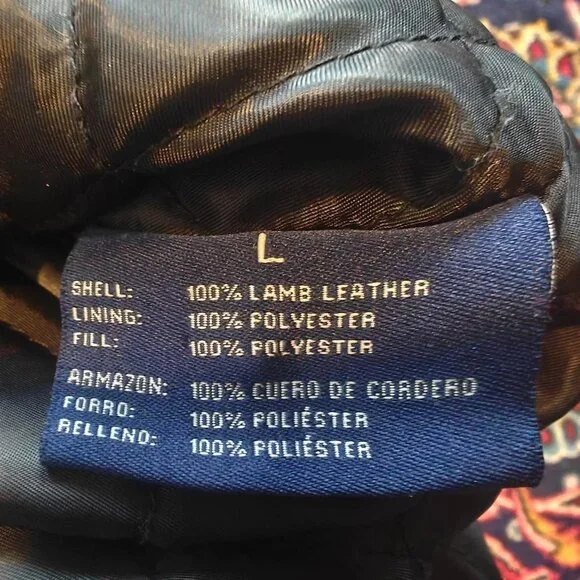 L
SHELL: 100% LAMB LEATHER
LINING: 100% POLYESTER
FILL: 100% POLYESTER
ARMAZON: 100% CUERO DE CORDERO
FORRO: 100% POLIÉSTER
RELLENO: 100% POLIÉSTER